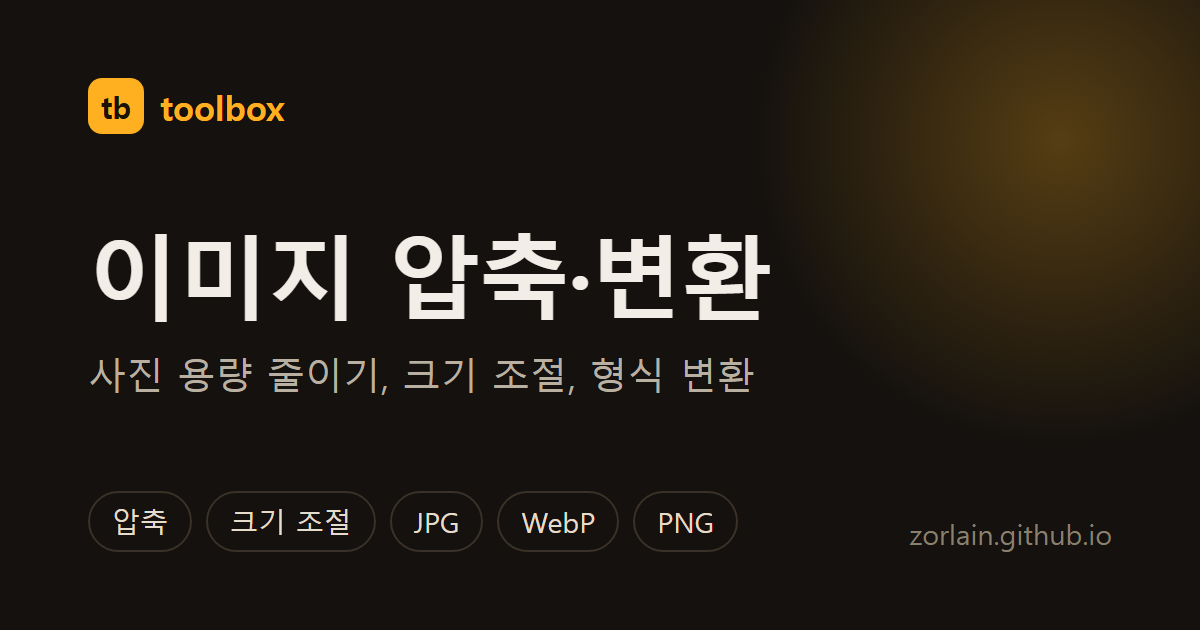 tb toolbox
이미지 압축·변환
사진 용량 줄이기, 크기 조절, 형식 변환
압축 크기 조절 JPG WebP PNG
zorlain.github.io